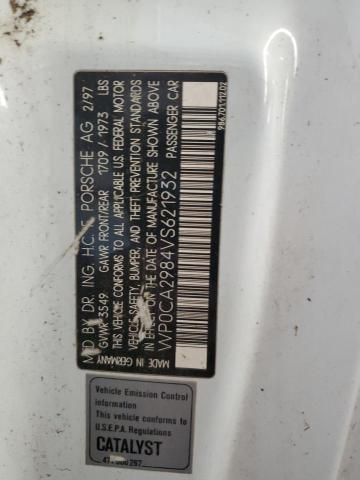 MFD BY DR. ING. H.C.F. PORSCHE AG 2/97
GVWR 3549 GAWR FRONT/REAR 1709 / 1973 LBS
THIS VEHICLE CONFORMS TO ALL APPLICABLE US. FEDERAL MOTOR
VEHICLE SAFETY, BUMPER, AND THEFT PREVENTION STANDARDS
IN EFFECT ON THE DATE OF MANUFACTURE SHOWN ABOVE
WP0CA2984VS621932 PASSENGER CAR
MADE IN GERMANY
98670111202
Vehicle Emission Control
information
This vehicle conforms to
U.S.E.P.A. Regulations
CATALYST